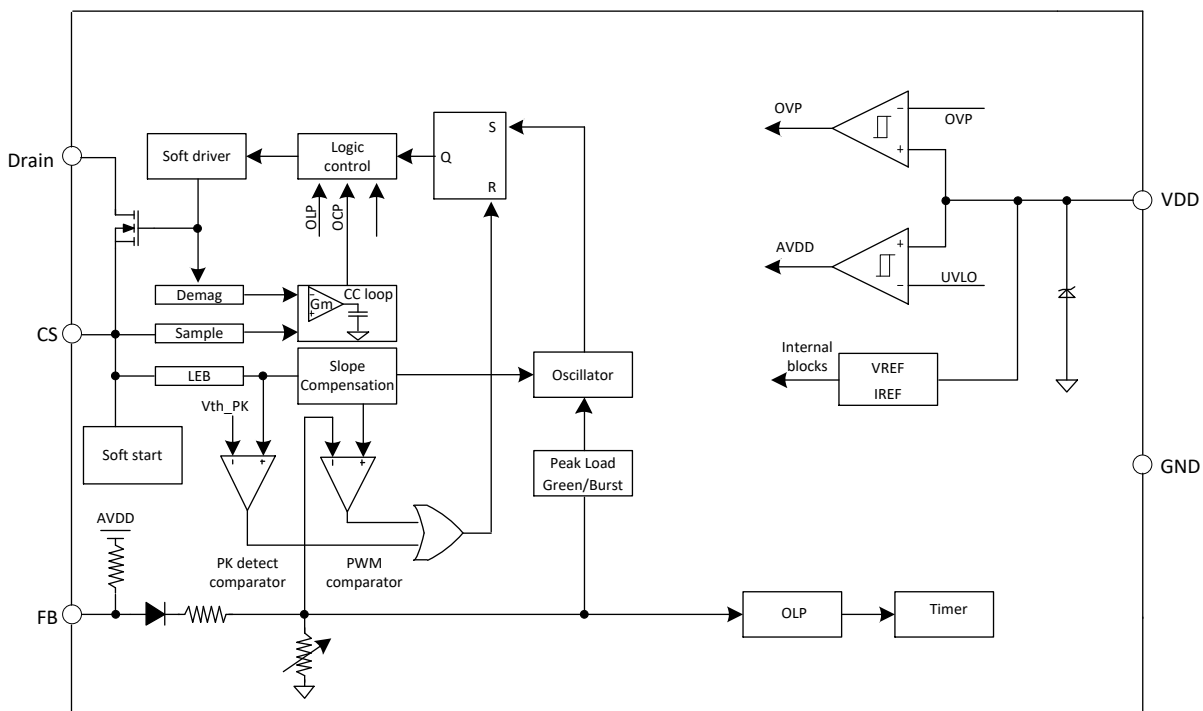 OVP
−
OVP
+
Drain
Soft driver
Logic
control
S
Q
R
OLP
OCP
VDD
AVDD
+
−
UVLO
Demag
CC loop
−
Gm
+
CS
Sample
LEB
Slope
Compensation
Oscillator
Internal
blocks
VREF
IREF
Vth_PK
Soft start
−
+
−
+
Peak Load
Green/Burst
GND
AVDD
PK detect
comparator
PWM
comparator
FB
OLP
Timer